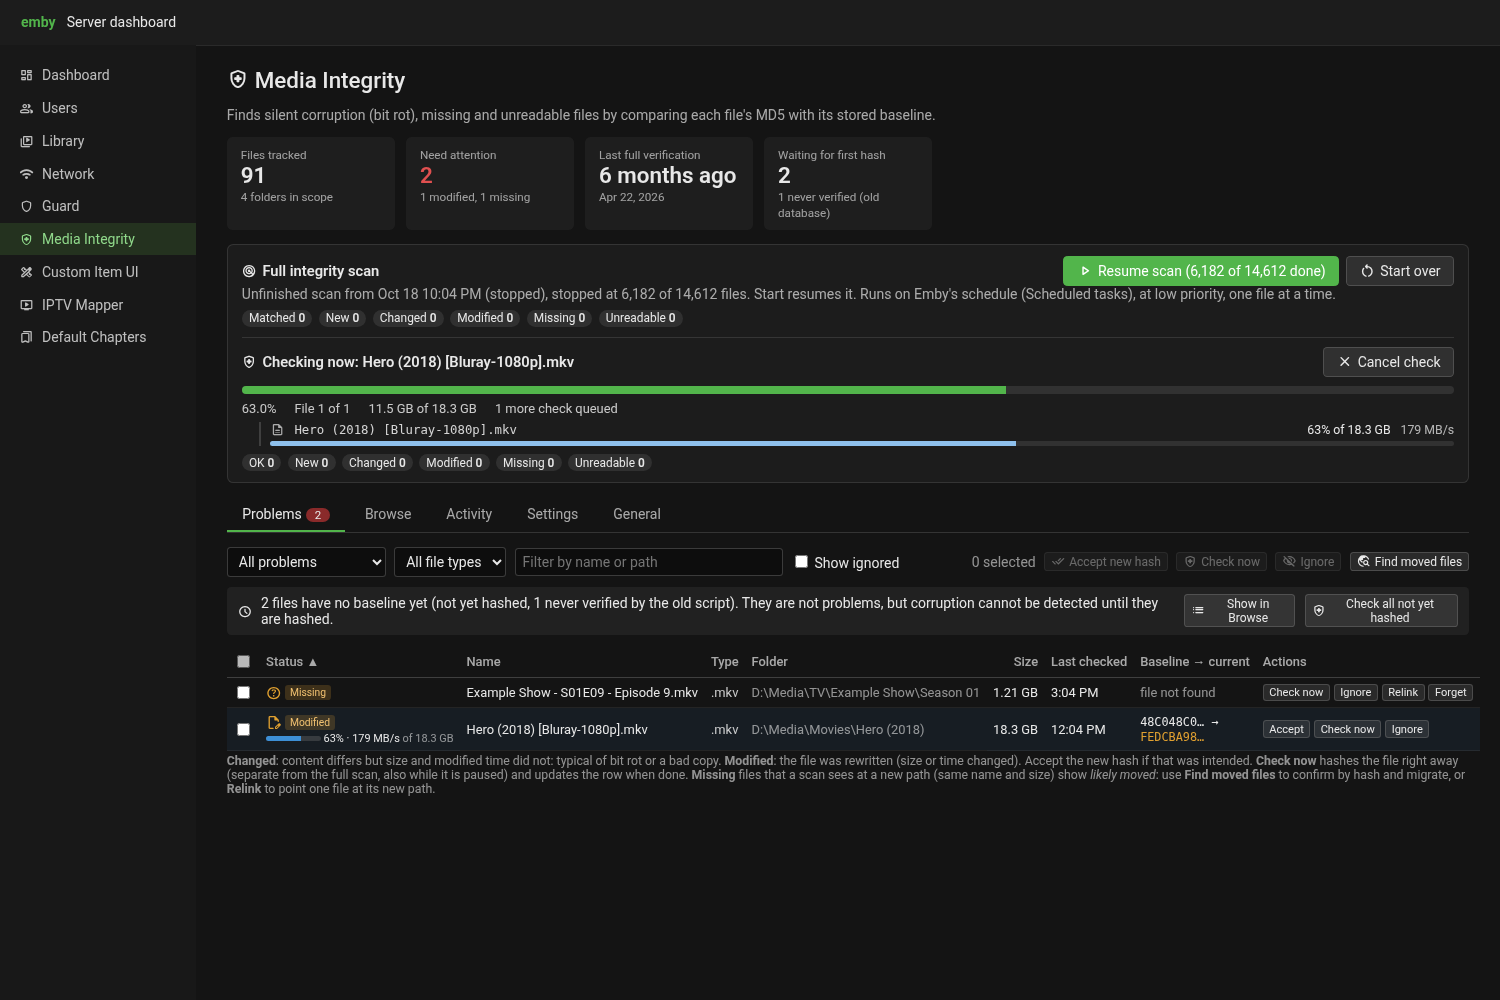 emby Server dashboard
Dashboard
Users
Library
Network
Guard
Media Integrity
Custom Item UI
IPTV Mapper
Default Chapters
Media Integrity
Finds silent corruption (bit rot), missing and unreadable files by comparing each file's MD5 with its stored baseline.
Files tracked
91
4 folders in scope
Need attention
2
1 modified, 1 missing
Last full verification
6 months ago
Apr 22, 2026
Waiting for first hash
2
1 never verified (old
database)
Full integrity scan
Resume scan (6,182 of 14,612 done)
Start over
Unfinished scan from Oct 18 10:04 PM (stopped), stopped at 6,182 of 14,612 files. Start resumes it. Runs on Emby's schedule (Scheduled tasks), at low priority, one file at a time.
Matched 0 New 0 Changed 0 Modified 0 Missing 0 Unreadable 0
Checking now: Hero (2018) [Bluray-1080p].mkv
Cancel check
63.0% File 1 of 1 11.5 GB of 18.3 GB 1 more check queued
Hero (2018) [Bluray-1080p].mkv 63% of 18.3 GB 179 MB/s
OK 0 New 0 Changed 0 Modified 0 Missing 0 Unreadable 0
Problems 2 Browse Activity Settings General
All problems All file types Filter by name or path Show ignored 0 selected Accept new hash Check now Ignore Find moved files
2 files have no baseline yet (not yet hashed, 1 never verified by the old script). They are not problems, but corruption cannot be detected until they
are hashed.
Show in
Browse
Check all not yet
hashed
Status ▲ Name Type Folder Size Last checked Baseline → current Actions
Missing Example Show - S01E09 - Episode 9.mkv .mkv D:\Media\TV\Example Show\Season 01 1.21 GB 3:04 PM file not found Check now Ignore Relink Forget
Modified
63% · 179 MB/s of 18.3 GB
Hero (2018) [Bluray-1080p].mkv .mkv D:\Media\Movies\Hero (2018) 18.3 GB 12:04 PM
48C048C0… →
FEDCBA98…
Accept Check now Ignore
Changed: content differs but size and modified time did not: typical of bit rot or a bad copy. Modified: the file was rewritten (size or time changed). Accept the new hash if that was intended. Check now hashes the file right away
(separate from the full scan, also while it is paused) and updates the row when done. Missing files that a scan sees at a new path (same name and size) show likely moved: use Find moved files to confirm by hash and migrate, or
Relink to point one file at its new path.